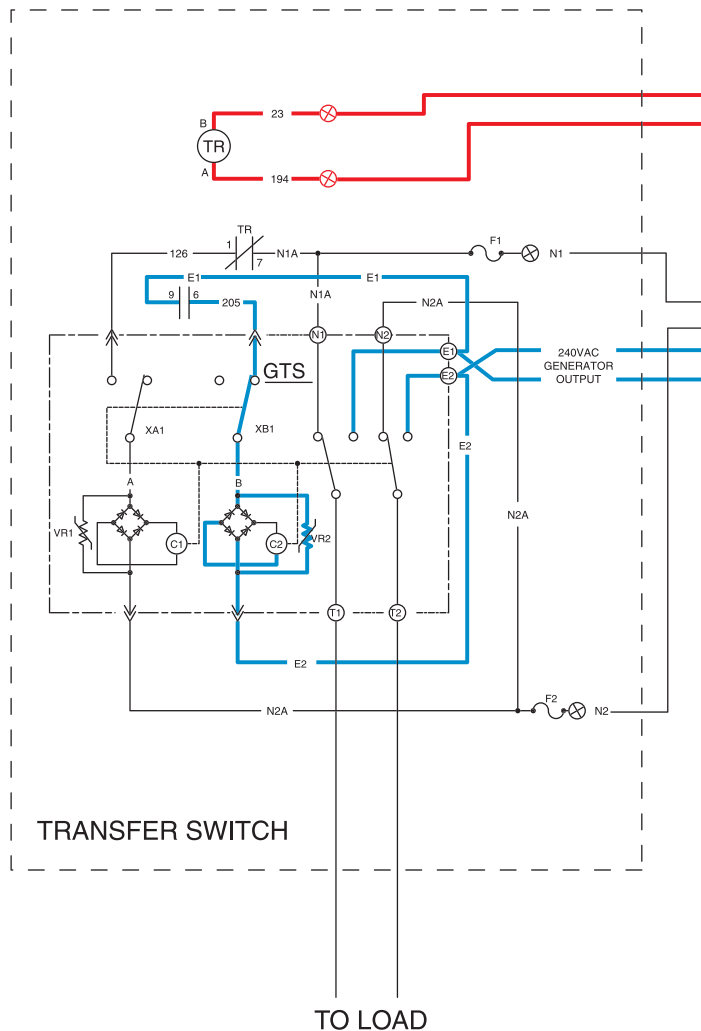 23
B
TR
A
194
TR
F1
126
1
N1A
7
N1
E1
E1
N1A
9
6
205
N2A
N1
N2
E1
E2
240VAC
GENERATOR
OUTPUT
GTS
XA1
XB1
E2
A
B
N2A
VR1
C1
C2
VR2
T1
T2
E2
F2
N2A
N2
TRANSFER SWITCH
TO LOAD